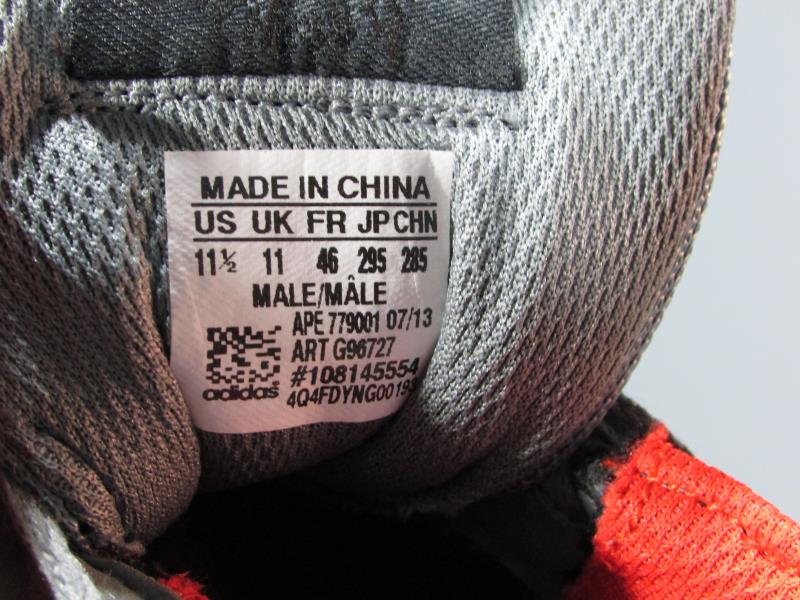 MADE IN CHINA
US UK FR JP CHN
11½ 11 46 295 285
MALE/MÂLE
APE 779001 07/13
ART G96727
#108145554
adidas